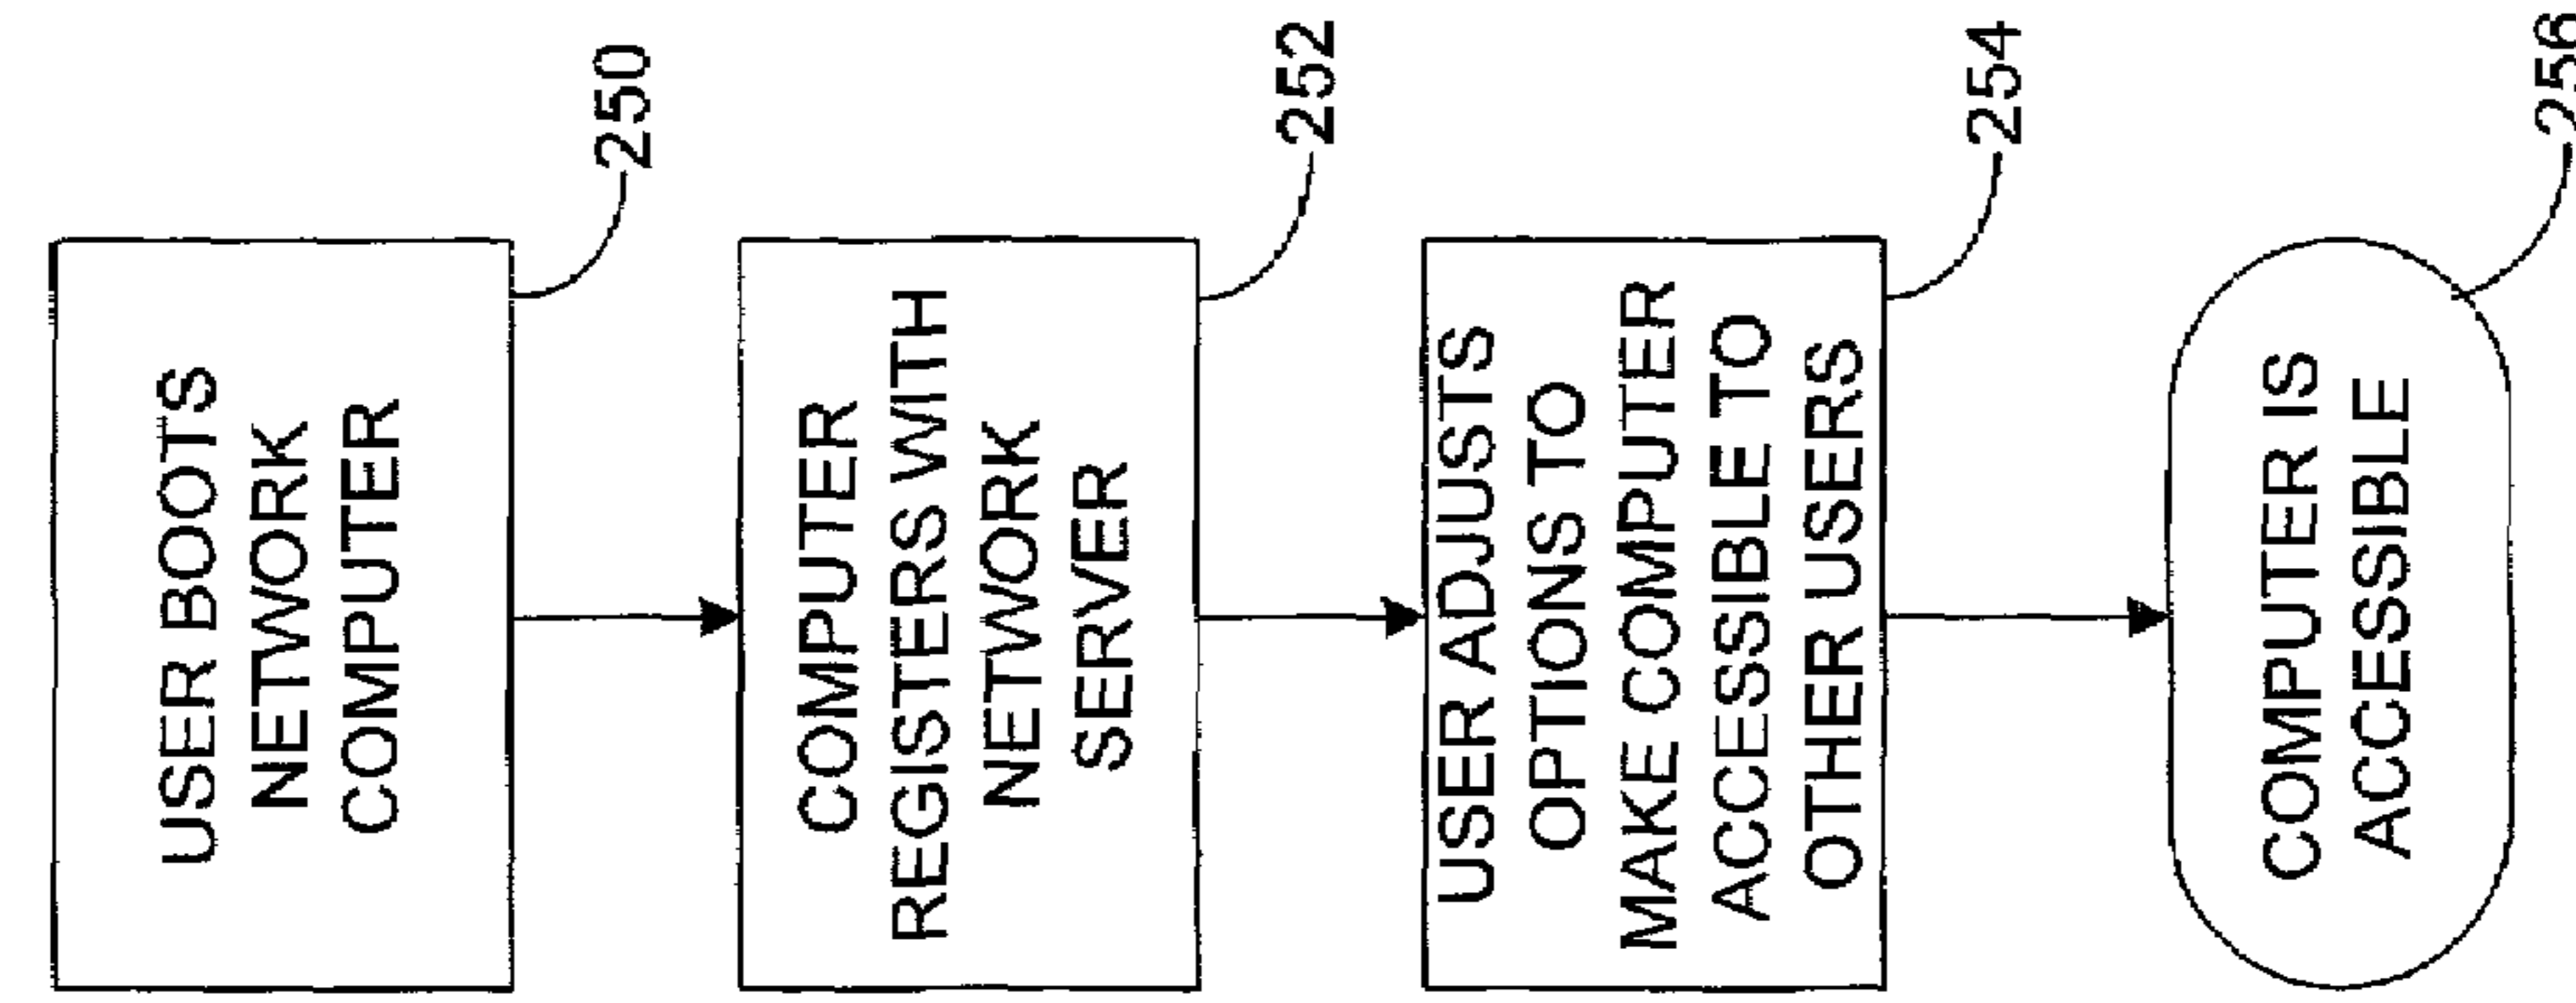 USER BOOTS
NETWORK
COMPUTER
250
COMPUTER
REGISTERS WITH
NETWORK
SERVER
252
USER ADJUSTS
OPTIONS TO
MAKE COMPUTER
ACCESSIBLE TO
OTHER USERS
254
COMPUTER IS
ACCESSIBLE
256